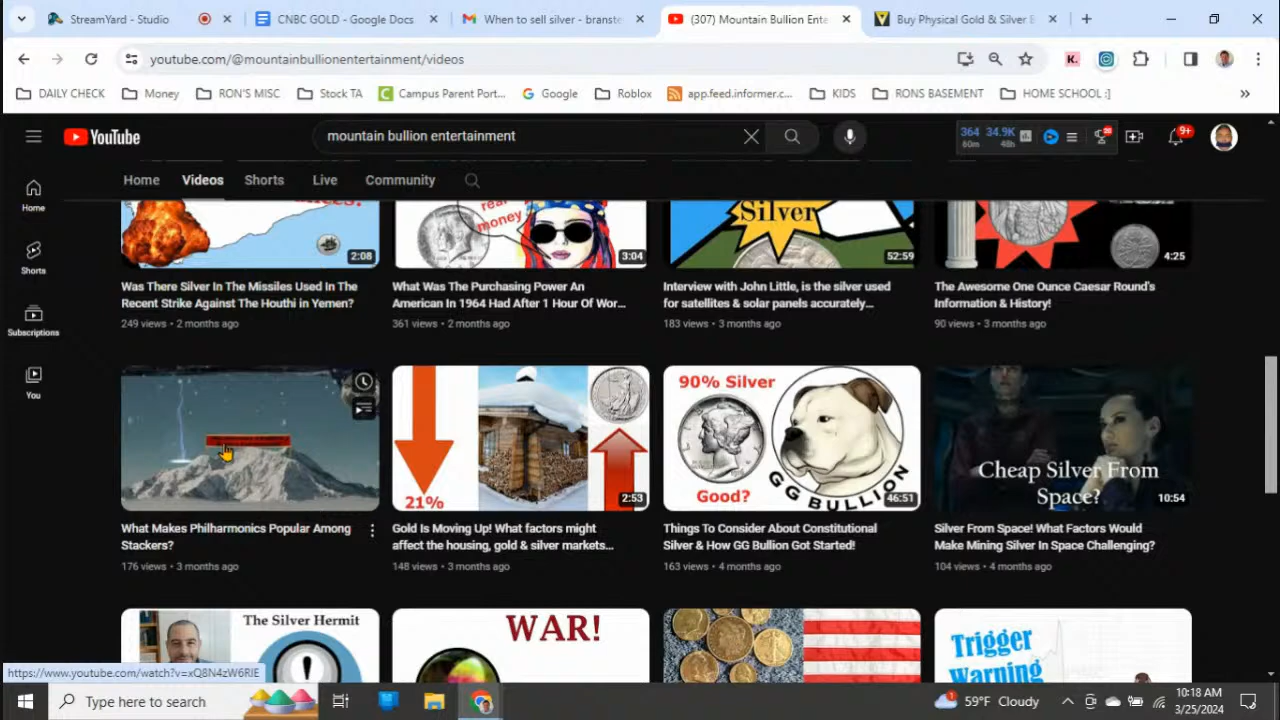 StreamYard - Studio
CNBC GOLD - Google Docs
When to sell silver - branste
(307) Mountain Bullion Ente
Buy Physical Gold & Silver
youtube.com/@mountainbullionentertainment/videos
K.
DAILY CHECK
Money
RON'S MISC
Stock TA
Campus Parent Port...
Google
Roblox
app.feed.informer.c...
KIDS
RONS BASEMENT
HOME SCHOOL :]
YouTube
mountain bullion entertainment
364 34.9K
60m 48h
9+
Home
Videos
Shorts
Live
Community
Home
Shorts
Subscriptions
You
2:08
real
money
3:04
Silver
52:59
4:25
Was There Silver In The Missiles Used In The
Recent Strike Against The Houthi in Yemen?
249 views • 2 months ago
What Was The Purchasing Power An
American In 1964 Had After 1 Hour Of Wor...
361 views • 2 months ago
Interview with John Little, is the silver used
for satellites & solar panels accurately...
183 views • 3 months ago
The Awesome One Ounce Caesar Round's
Information & History!
90 views • 3 months ago
21%
2:53
90% Silver
Good?
GG BULLION
46:51
Cheap Silver From
Space?
10:54
What Makes Philharmonics Popular Among
Stackers?
176 views • 3 months ago
Gold Is Moving Up! What factors might
affect the housing, gold & silver markets...
148 views • 3 months ago
Things To Consider About Constitutional
Silver & How GG Bullion Got Started!
163 views • 4 months ago
Silver From Space! What Factors Would
Make Mining Silver In Space Challenging?
104 views • 4 months ago
The Silver Hermit
WAR!
Trigger
Warning
https://www.youtube.com/watch?v=xQ8N4zW6RIE
Type here to search
59°F Cloudy
10:18 AM
3/25/2024